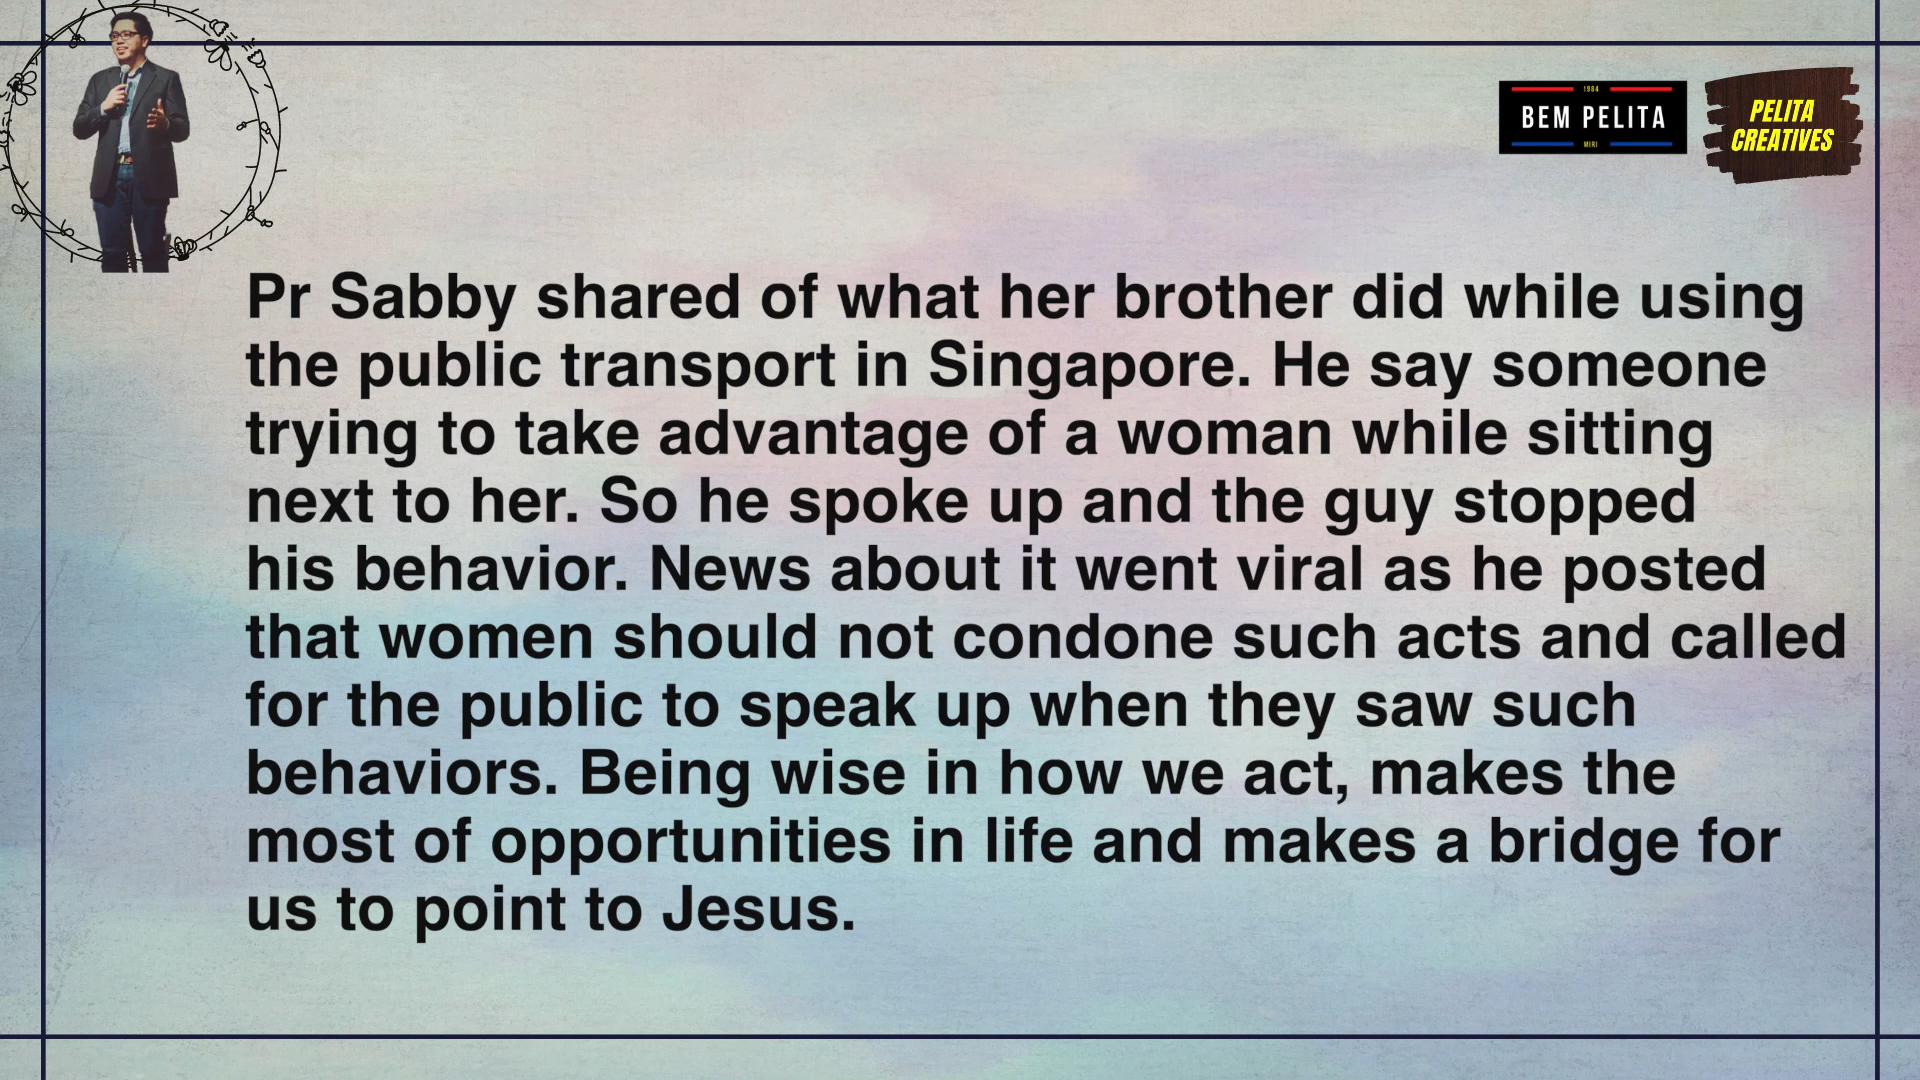 1984
BEM PELITA
MIRI
PELITA
CREATIVES
Pr Sabby shared of what her brother did while using
the public transport in Singapore. He say someone
trying to take advantage of a woman while sitting
next to her. So he spoke up and the guy stopped
his behavior. News about it went viral as he posted
that women should not condone such acts and called
for the public to speak up when they saw such
behaviors. Being wise in how we act, makes the
most of opportunities in life and makes a bridge for
us to point to Jesus.